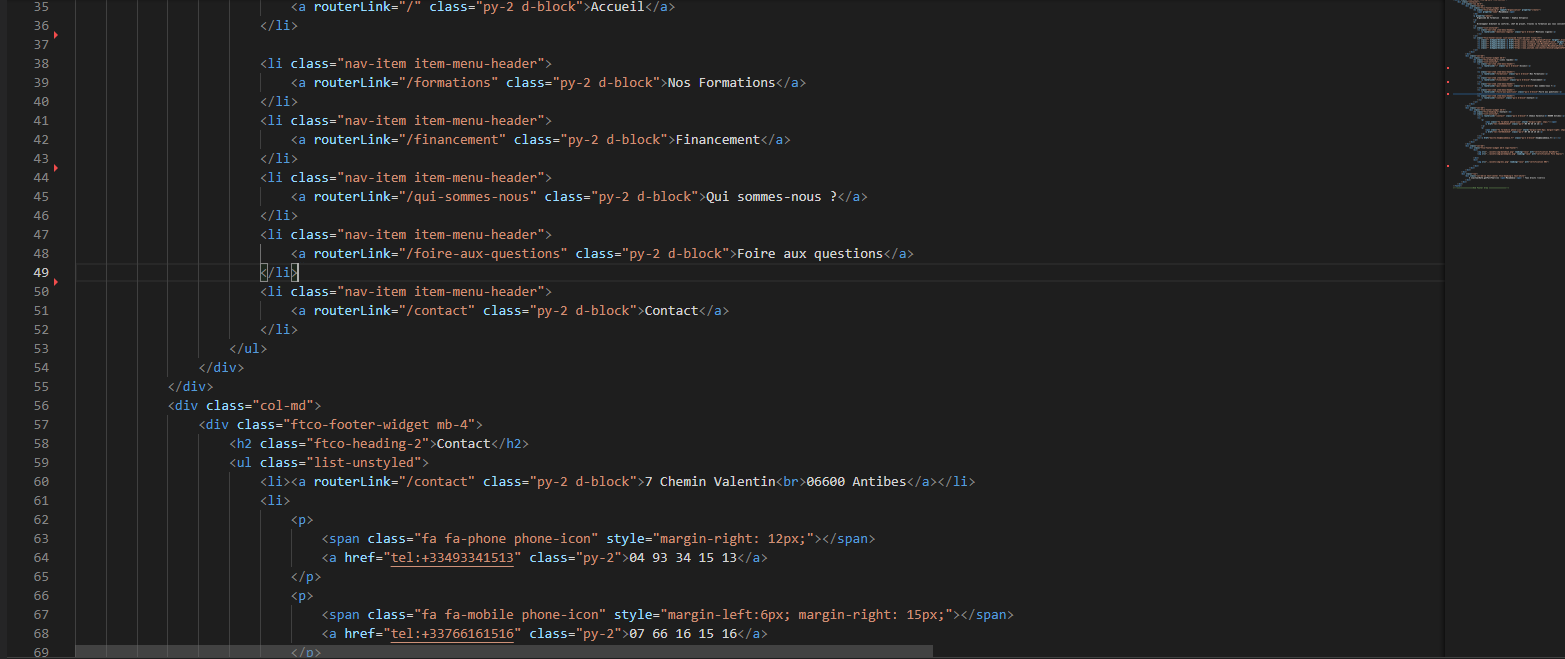 35 <a routerLink="/" class="py-2 d-block">Accueil</a>
36 </li>
37
38 <li class="nav-item item-menu-header">
39 <a routerLink="/formations" class="py-2 d-block">Nos Formations</a>
40 </li>
41 <li class="nav-item item-menu-header">
42 <a routerLink="/financement" class="py-2 d-block">Financement</a>
43 </li>
44 <li class="nav-item item-menu-header">
45 <a routerLink="/qui-sommes-nous" class="py-2 d-block">Qui sommes-nous ?</a>
46 </li>
47 <li class="nav-item item-menu-header">
48 <a routerLink="/foire-aux-questions" class="py-2 d-block">Foire aux questions</a>
49 </li>
50 <li class="nav-item item-menu-header">
51 <a routerLink="/contact" class="py-2 d-block">Contact</a>
52 </li>
53 </ul>
54 </div>
55 </div>
56 <div class="col-md">
57 <div class="ftco-footer-widget mb-4">
58 <h2 class="ftco-heading-2">Contact</h2>
59 <ul class="list-unstyled">
60 <li><a routerLink="/contact" class="py-2 d-block">7 Chemin Valentin<br>06600 Antibes</a></li>
61 <li>
62 <p>
63 <span class="fa fa-phone phone-icon" style="margin-right: 12px;"></span>
64 <a href="tel:+33493341513" class="py-2">04 93 34 15 13</a>
65 </p>
66 <p>
67 <span class="fa fa-mobile phone-icon" style="margin-left:6px; margin-right: 15px;"></span>
68 <a href="tel:+33766161516" class="py-2">07 66 16 15 16</a>
69 </p>